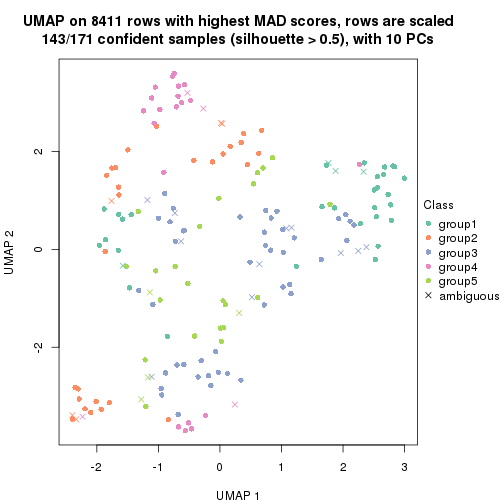 UMAP on 8411 rows with highest MAD scores, rows are scaled
143/171 confident samples (silhouette > 0.5), with 10 PCs
UMAP 2
2
0
-2
-2
-1
0
1
2
3
UMAP 1
Class
group1
group2
group3
group4
group5
ambiguous